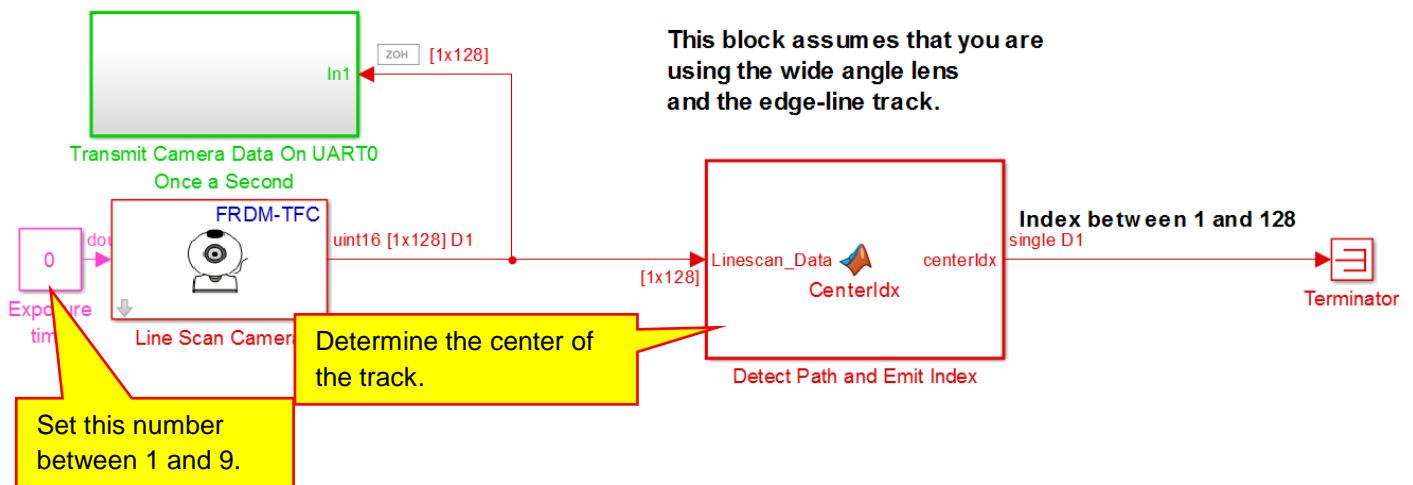 ZOH
[1x128]
In1
This block assumes that you are
using the wide angle lens
and the edge-line track.
Transmit Camera Data On UART0
Once a Second
FRDM-TFC
0
uint16 [1x128] D1
Line Scan Camera
[1x128]
Linescan_Data
centerIdx
CenterIdx
Detect Path and Emit Index
Index between 1 and 128
single D1
Terminator
Determine the center of
the track.
Set this number
between 1 and 9.